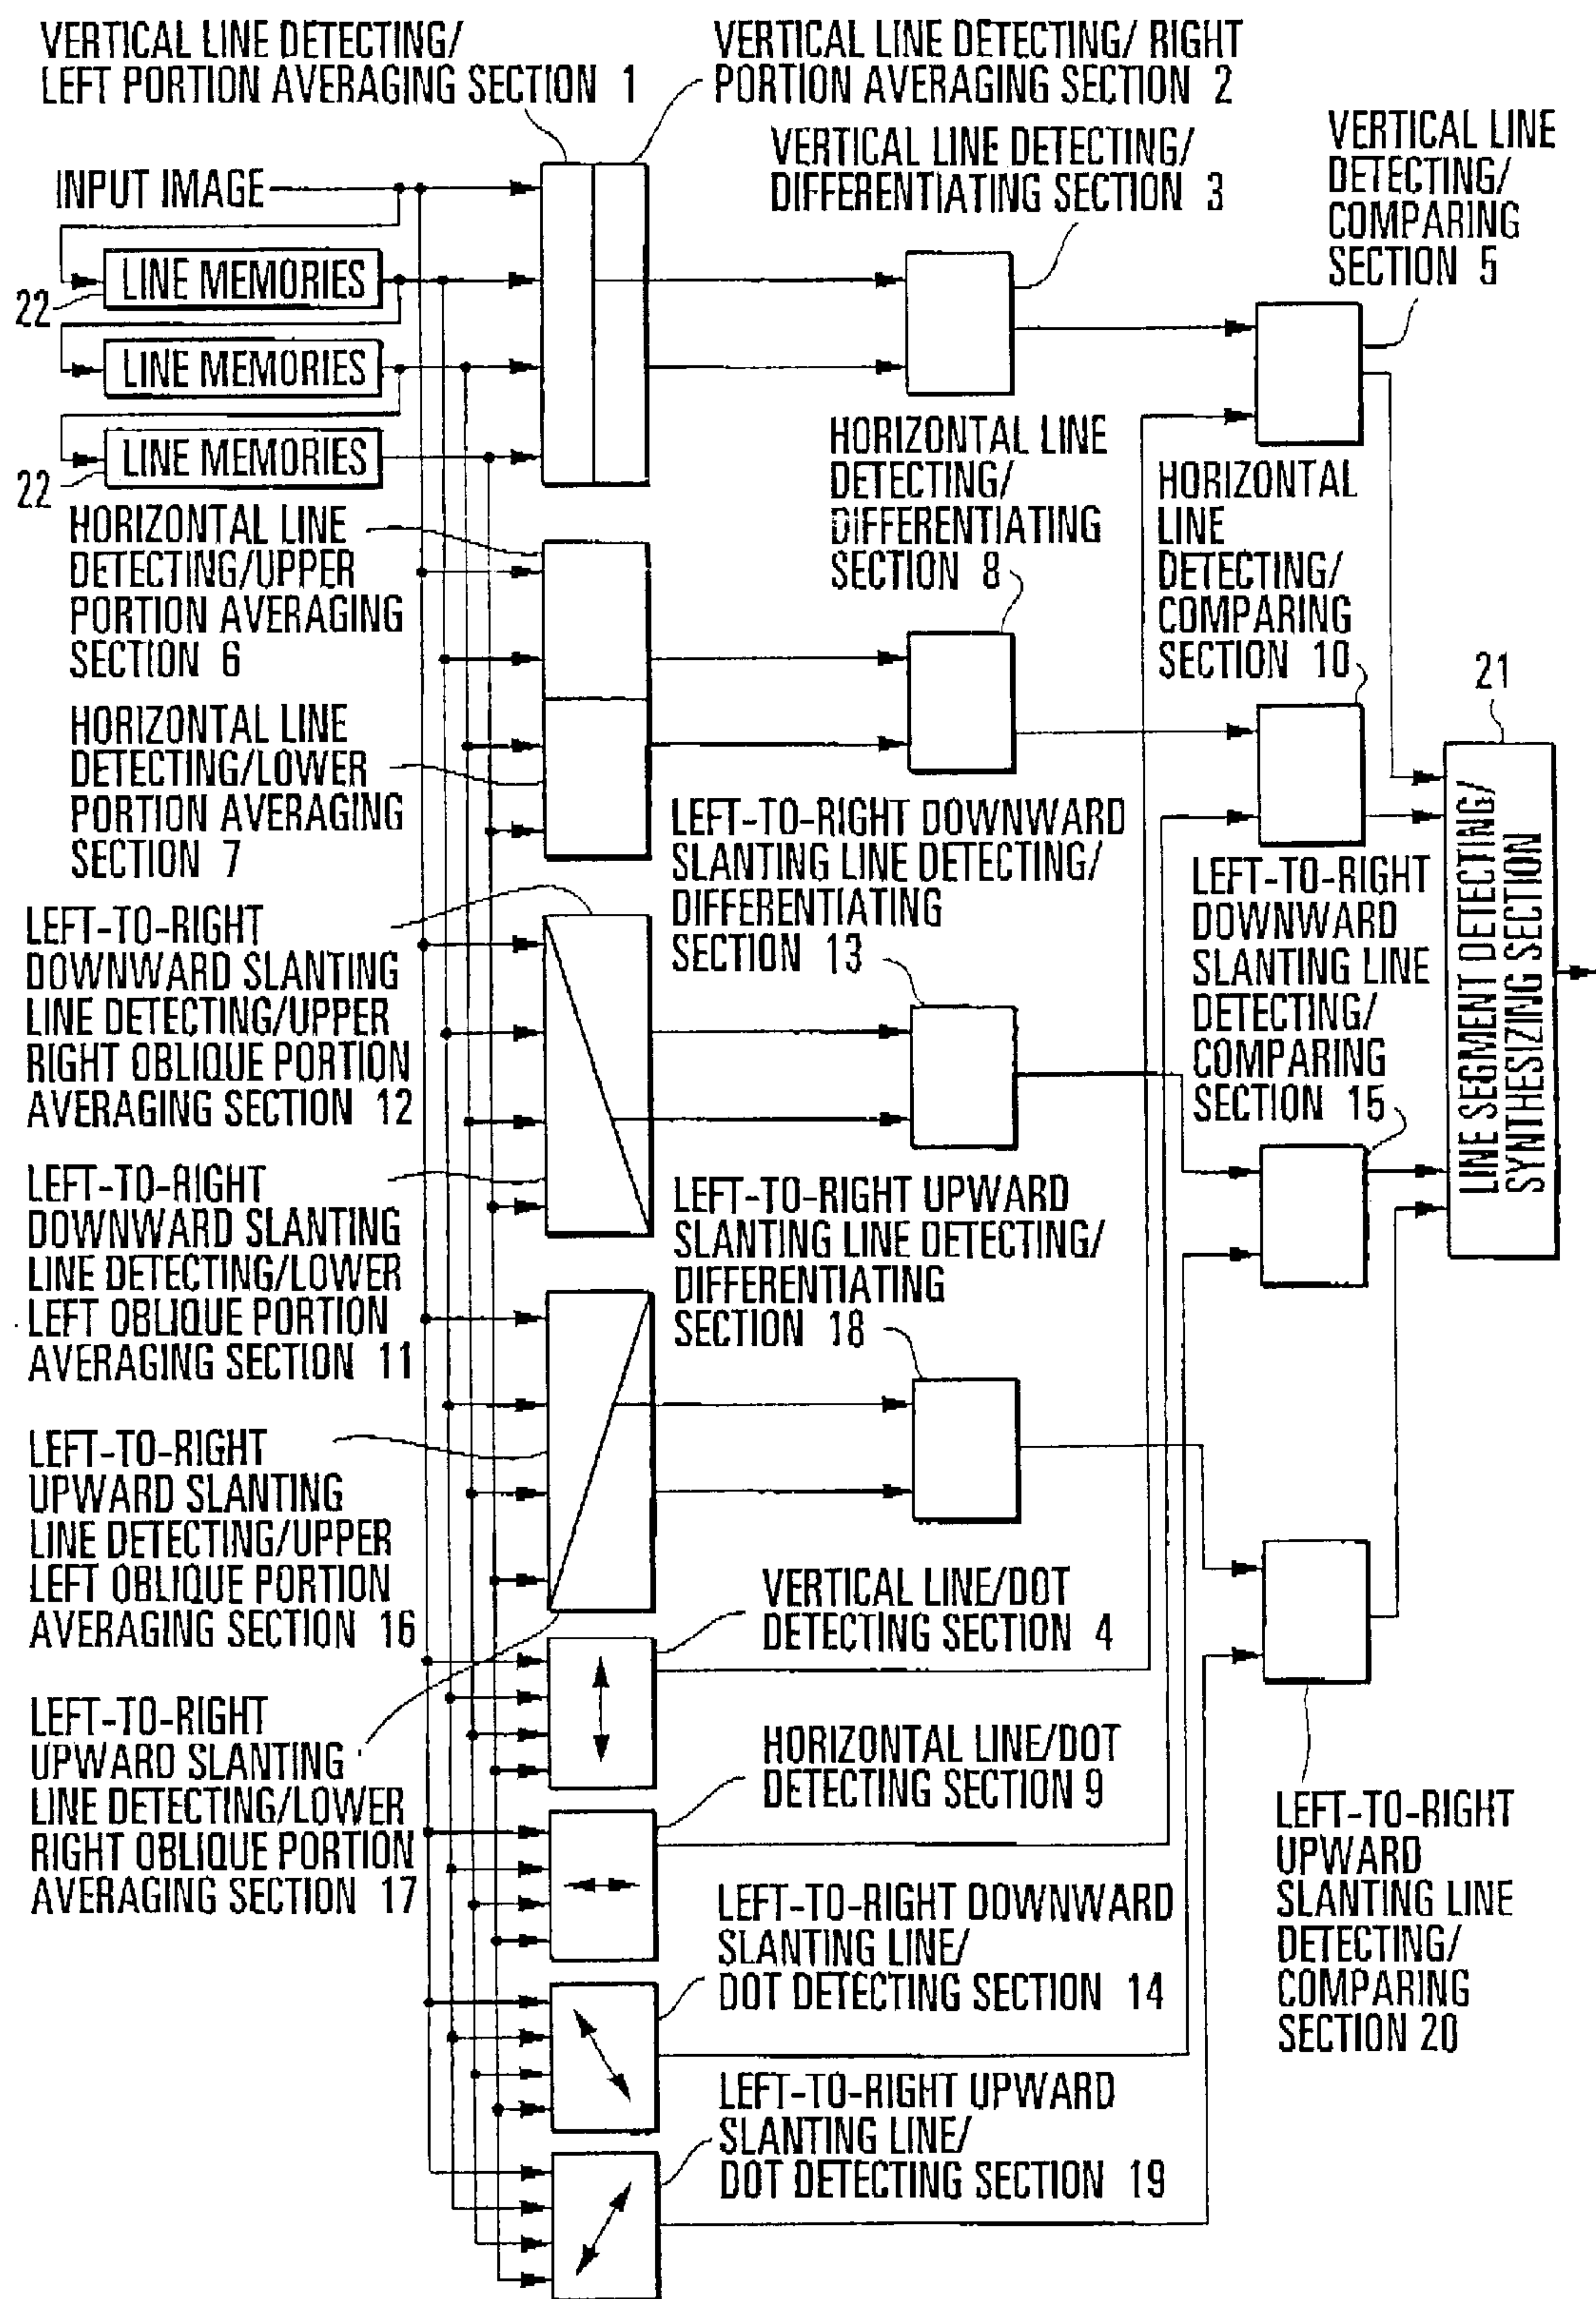 VERTICAL LINE DETECTING/
LEFT PORTION AVERAGING SECTION 1
VERTICAL LINE DETECTING/ RIGHT
PORTION AVERAGING SECTION 2
VERTICAL LINE DETECTING/
DIFFERENTIATING SECTION 3
VERTICAL LINE
DETECTING/
COMPARING
SECTION 5
INPUT IMAGE
LINE MEMORIES
22
LINE MEMORIES
LINE MEMORIES
22
HORIZONTAL LINE
DETECTING/UPPER
PORTION AVERAGING
SECTION 6
HORIZONTAL LINE
DETECTING/
DIFFERENTIATING
SECTION 8
HORIZONTAL
LINE
DETECTING/
COMPARING
SECTION 10
21
LINE SEGMENT DETECTING/
SYNTHESIZING SECTION
HORIZONTAL LINE
DETECTING/LOWER
PORTION AVERAGING
SECTION 7
LEFT-TO-RIGHT DOWNWARD
SLANTING LINE DETECTING/
DIFFERENTIATING
SECTION 13
LEFT-TO-RIGHT
DOWNWARD
SLANTING LINE
DETECTING/
COMPARING
SECTION 15
LEFT-TO-RIGHT
DOWNWARD SLANTING
LINE DETECTING/UPPER
RIGHT OBLIQUE PORTION
AVERAGING SECTION 12
LEFT-TO-RIGHT
DOWNWARD SLANTING
LINE DETECTING/LOWER
LEFT OBLIQUE PORTION
AVERAGING SECTION 11
LEFT-TO-RIGHT UPWARD
SLANTING LINE DETECTING/
DIFFERENTIATING
SECTION 18
LEFT-TO-RIGHT
UPWARD SLANTING
LINE DETECTING/UPPER
LEFT OBLIQUE PORTION
AVERAGING SECTION 16
VERTICAL LINE/DOT
DETECTING SECTION 4
LEFT-TO-RIGHT
UPWARD SLANTING
LINE DETECTING/LOWER
RIGHT OBLIQUE PORTION
AVERAGING SECTION 17
HORIZONTAL LINE/DOT
DETECTING SECTION 9
LEFT-TO-RIGHT
UPWARD
SLANTING LINE
DETECTING/
COMPARING
SECTION 20
LEFT-TO-RIGHT DOWNWARD
SLANTING LINE/
DOT DETECTING SECTION 14
LEFT-TO-RIGHT UPWARD
SLANTING LINE/
DOT DETECTING SECTION 19